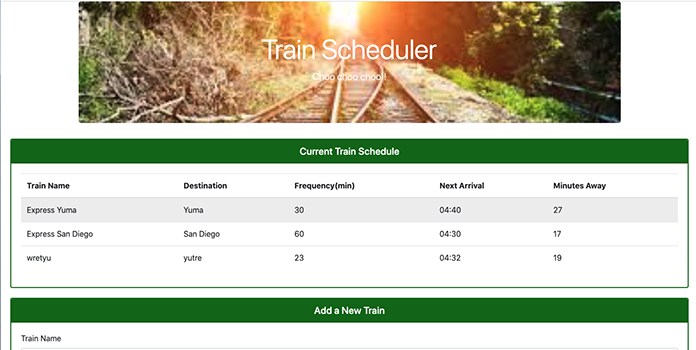 Train Scheduler
Choo choo choo!!
Current Train Schedule
Train Name Destination Frequency(min) Next Arrival Minutes Away
Express Yuma Yuma 30 04:40 27
Express San Diego San Diego 60 04:30 17
wretyu yutre 23 04:32 19
Add a New Train
Train Name